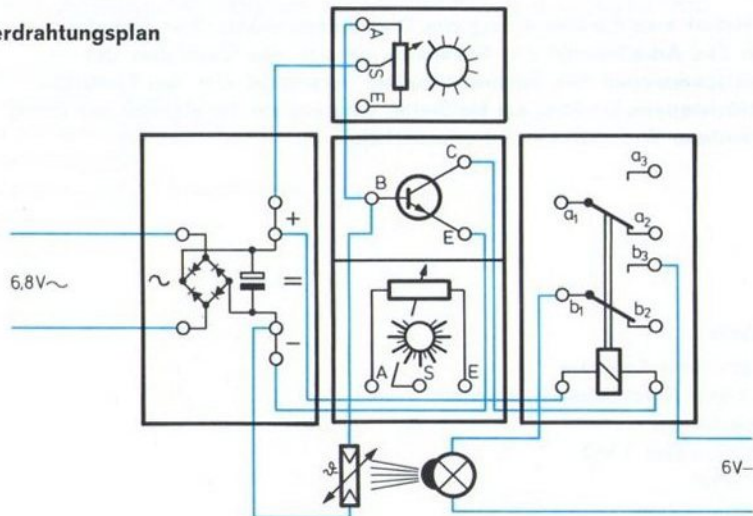 erdrahtungsplan
A
S
E
C
B
E
a₃
a₁
a₂
b₃
b₁
b₂
+
6,8V~
~
=
−
A
S
E
ϑ
6V−